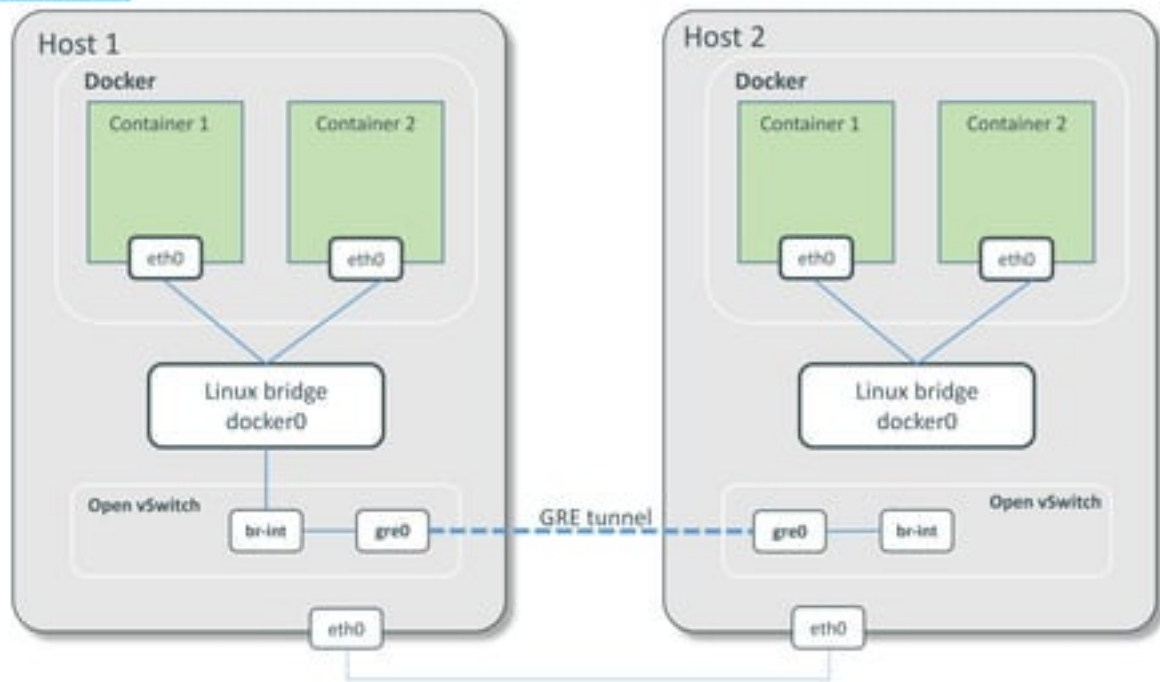 Host 1
Docker
Container 1
Container 2
eth0
eth0
Linux bridge
docker0
Open vSwitch
br-int
gre0
eth0
GRE tunnel
Host 2
Docker
Container 1
Container 2
eth0
eth0
Linux bridge
docker0
Open vSwitch
gre0
br-int
eth0